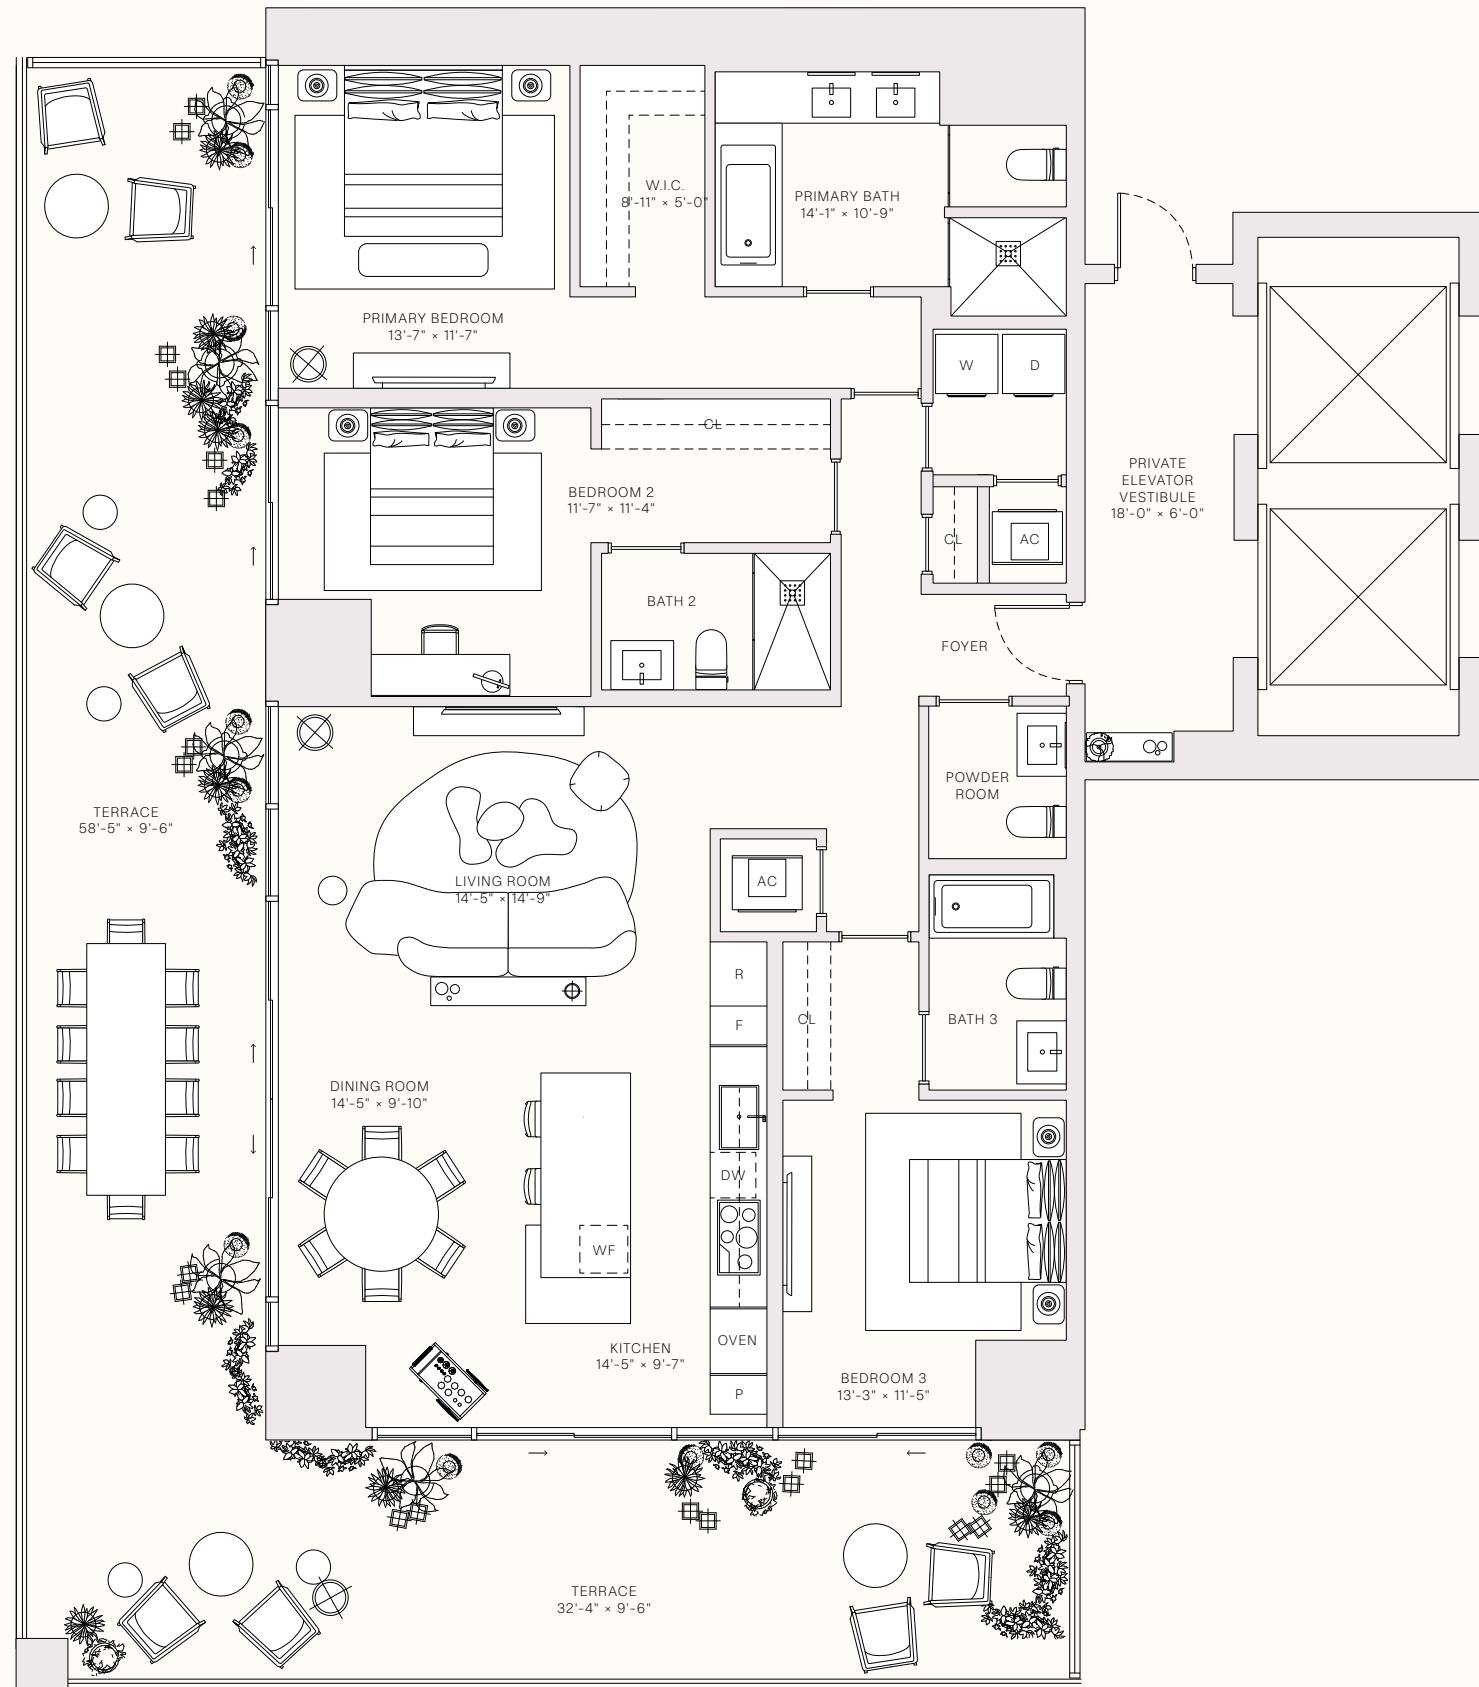 W.I.C.
8'-11" × 5'-0"
PRIMARY BATH
14'-1" × 10'-9"
PRIMARY BEDROOM
13'-7" × 11'-7"
W
D
CL
PRIVATE
ELEVATOR
VESTIBULE
18'-0" × 6'-0"
BEDROOM 2
11'-7" × 11'-4"
CL
AC
BATH 2
FOYER
POWDER
ROOM
TERRACE
58'-5" × 9'-6"
LIVING ROOM
14'-5" × 14'-9"
AC
R
F
CL
BATH 3
DINING ROOM
14'-5" × 9'-10"
DW
WF
OVEN
KITCHEN
14'-5" × 9'-7"
P
BEDROOM 3
13'-3" × 11'-5"
TERRACE
32'-4" × 9'-6"